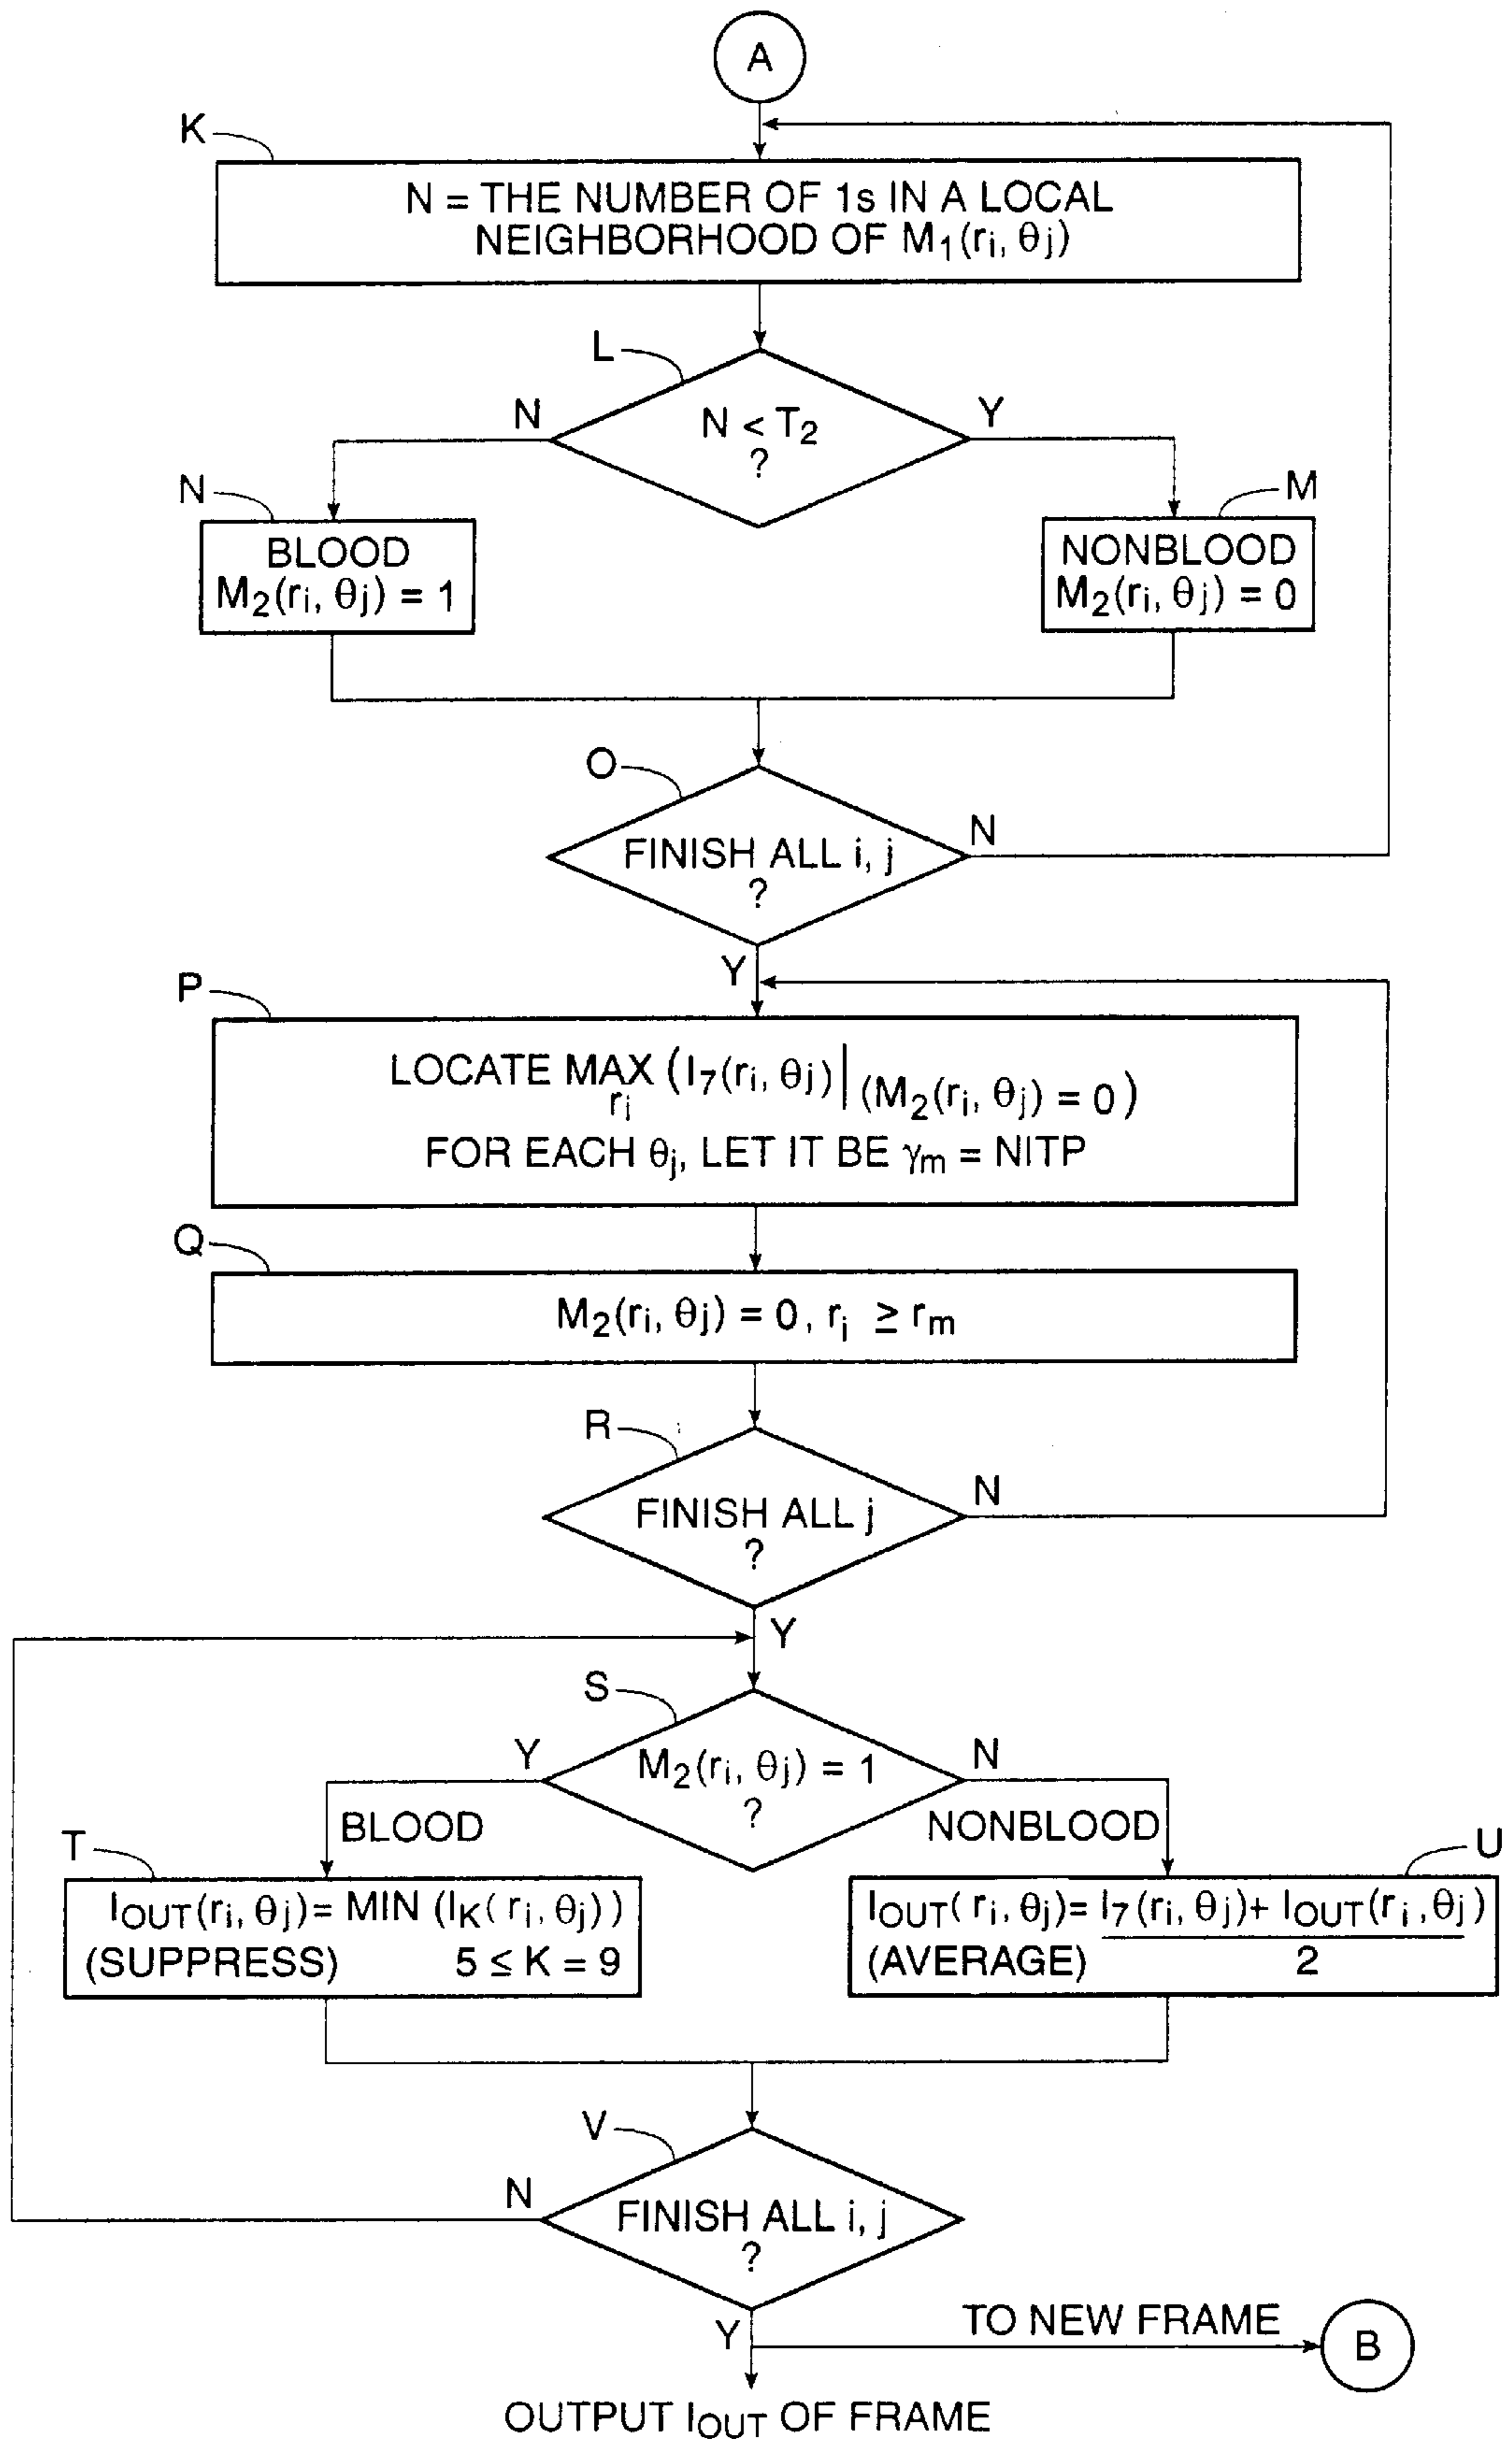 A
K
N = THE NUMBER OF 1s IN A LOCAL
NEIGHBORHOOD OF M1(ri, θj)
L
N < T2
?
N
Y
N
BLOOD
M2(ri, θj) = 1
M
NONBLOOD
M2(ri, θj) = 0
O
FINISH ALL i, j
?
N
Y
P
LOCATE MAX (I7(ri, θj)|(M2(ri, θj) = 0)
ri
FOR EACH θj, LET IT BE γm = NITP
Q
M2(ri, θj) = 0, ri ≥ rm
R
FINISH ALL j
?
N
Y
S
M2(ri, θj) = 1
?
Y
N
BLOOD
NONBLOOD
T
IOUT(ri, θj)= MIN (IK( ri, θj))
(SUPPRESS) 5 ≤ K = 9
U
IOUT( ri, θj)= I7(ri, θj)+ IOUT(ri,θj)
(AVERAGE) 2
V
FINISH ALL i, j
?
N
Y
TO NEW FRAME
B
OUTPUT IOUT OF FRAME